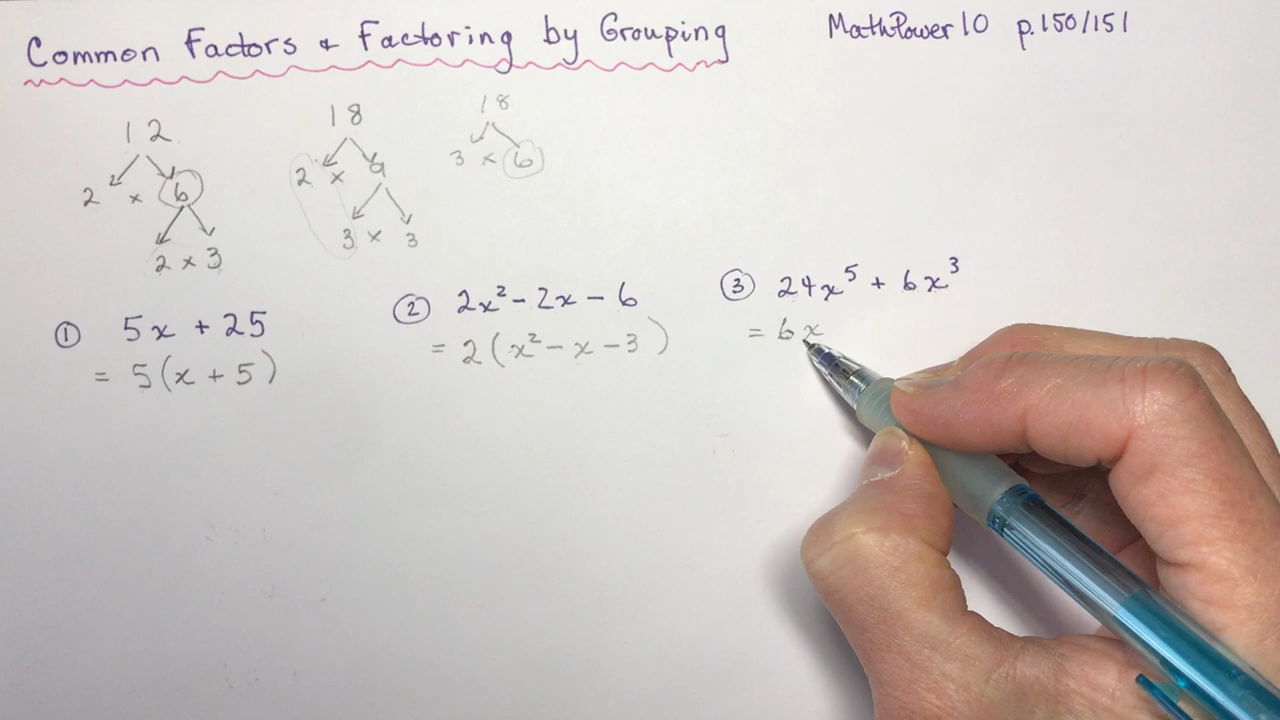 Common Factors & Factoring by Grouping
MathPower 10 p.150/151
12
2 x 6
2 x 3
18
2 x 9
3 x 3
18
3 x 6
① 5x + 25
= 5(x + 5)
② 2x² - 2x - 6
= 2(x² - x - 3)
③ 24x⁵ + 6x³
= 6x